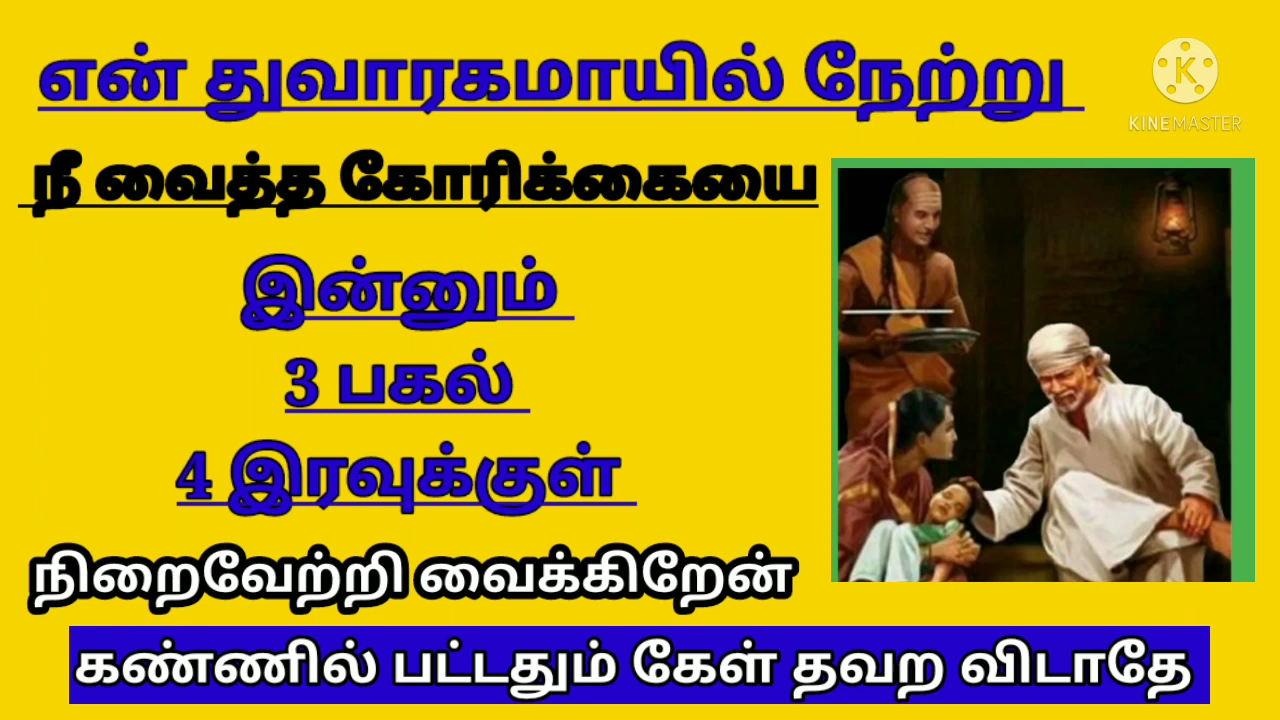 என் துவாரகமாயில் நேற்று
KINEMASTER
நீ வைத்த கோரிக்கையை
இன்னும்
3 பகல்
4 இரவுக்குள்
நிறைவேற்றி வைக்கிறேன்
கண்ணில் பட்டதும் கேள் தவற விடாதே